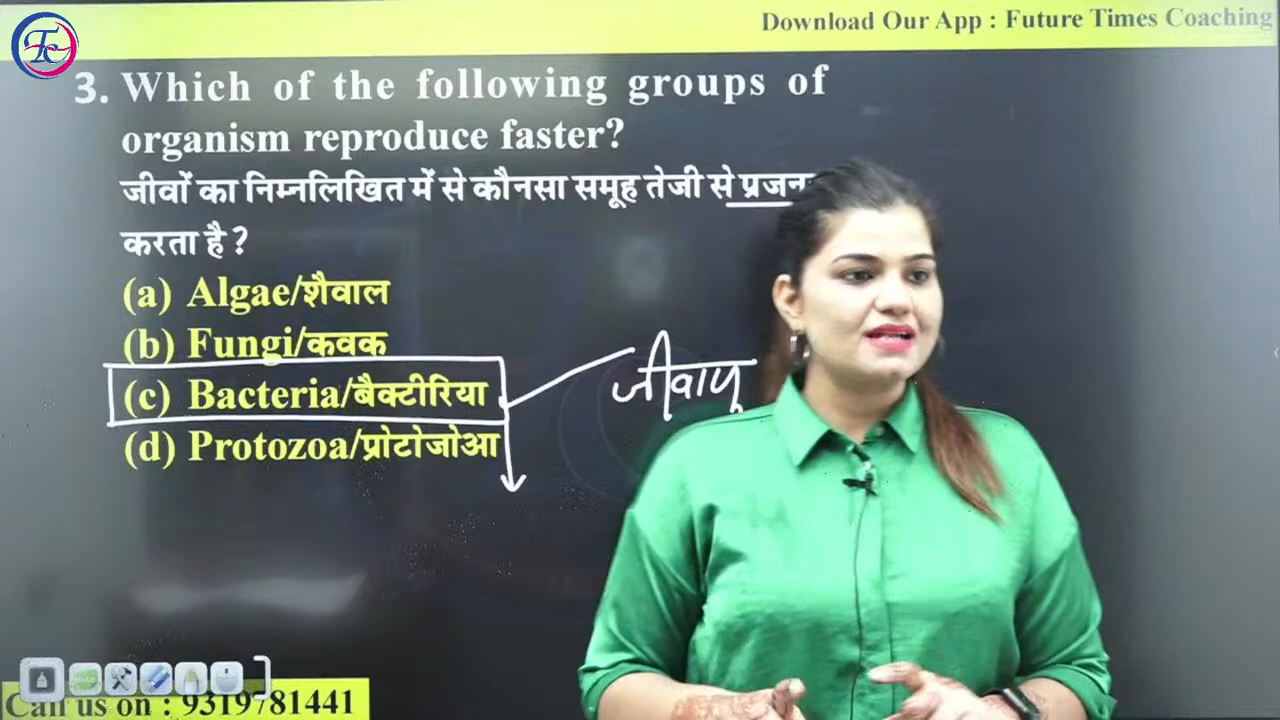 Download Our App : Future Times Coaching
3. Which of the following groups of
organism reproduce faster?
जीवों का निम्नलिखित में से कौनसा समूह तेजी से
करता है ?
(a) Algae/शैवाल
(b) Fungi/कवक
(c) Bacteria/बैक्टीरिया
जीवाणु
(d) Protozoa/प्रोटोजोआ
Call us on : 9319781441